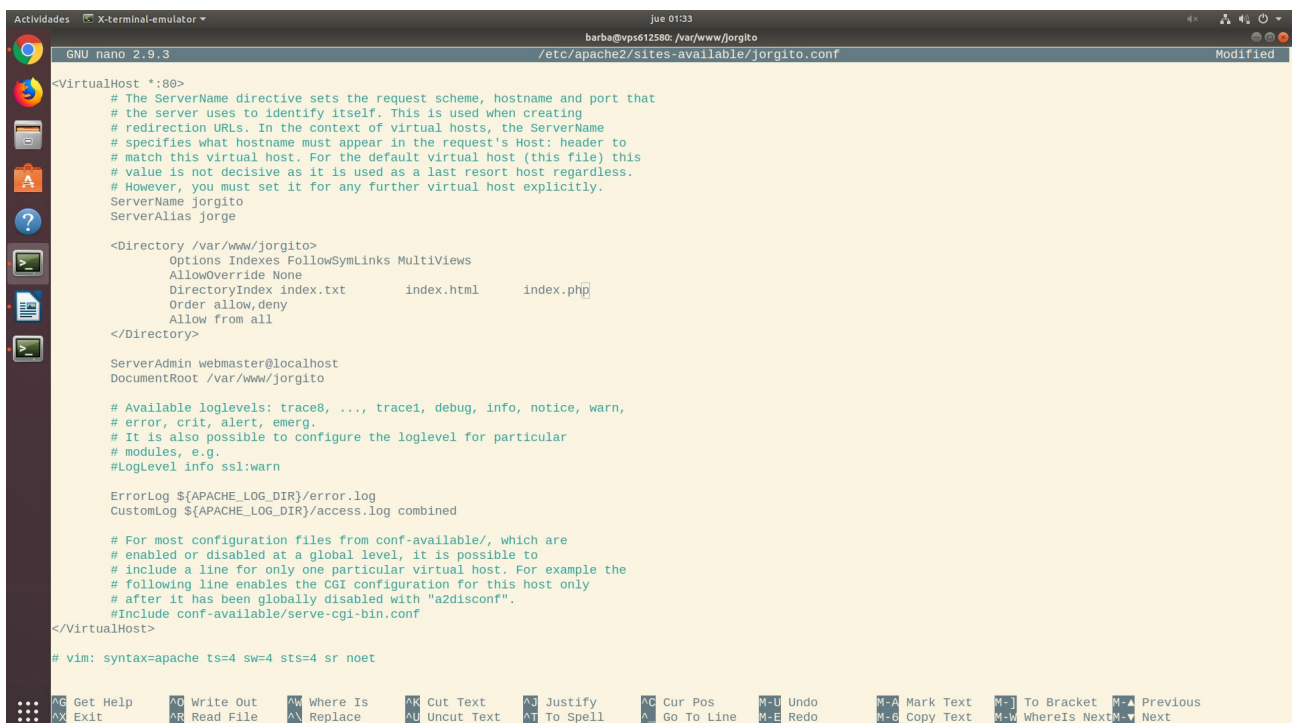 Actividades X-terminal-emulator ▾ jue 01:33
barba@vps612580: /var/www/jorgito
GNU nano 2.9.3 /etc/apache2/sites-available/jorgito.conf Modified
<VirtualHost *:80>
# The ServerName directive sets the request scheme, hostname and port that
# the server uses to identify itself. This is used when creating
# redirection URLs. In the context of virtual hosts, the ServerName
# specifies what hostname must appear in the request's Host: header to
# match this virtual host. For the default virtual host (this file) this
# value is not decisive as it is used as a last resort host regardless.
# However, you must set it for any further virtual host explicitly.
ServerName jorgito
ServerAlias jorge
<Directory /var/www/jorgito>
Options Indexes FollowSymLinks MultiViews
AllowOverride None
DirectoryIndex index.txt index.html index.php
Order allow,deny
Allow from all
</Directory>
ServerAdmin webmaster@localhost
DocumentRoot /var/www/jorgito
# Available loglevels: trace8, ..., trace1, debug, info, notice, warn,
# error, crit, alert, emerg.
# It is also possible to configure the loglevel for particular
# modules, e.g.
#LogLevel info ssl:warn
ErrorLog ${APACHE_LOG_DIR}/error.log
CustomLog ${APACHE_LOG_DIR}/access.log combined
# For most configuration files from conf-available/, which are
# enabled or disabled at a global level, it is possible to
# include a line for only one particular virtual host. For example the
# following line enables the CGI configuration for this host only
# after it has been globally disabled with "a2disconf".
#Include conf-available/serve-cgi-bin.conf
</VirtualHost>
# vim: syntax=apache ts=4 sw=4 sts=4 sr noet
^G Get Help ^O Write Out ^W Where Is ^K Cut Text ^J Justify ^C Cur Pos M-U Undo M-A Mark Text M-] To Bracket M-▲ Previous
^X Exit ^R Read File ^\ Replace ^U Uncut Text ^T To Spell ^_ Go To Line M-E Redo M-6 Copy Text M-W WhereIs Next M-▼ Next